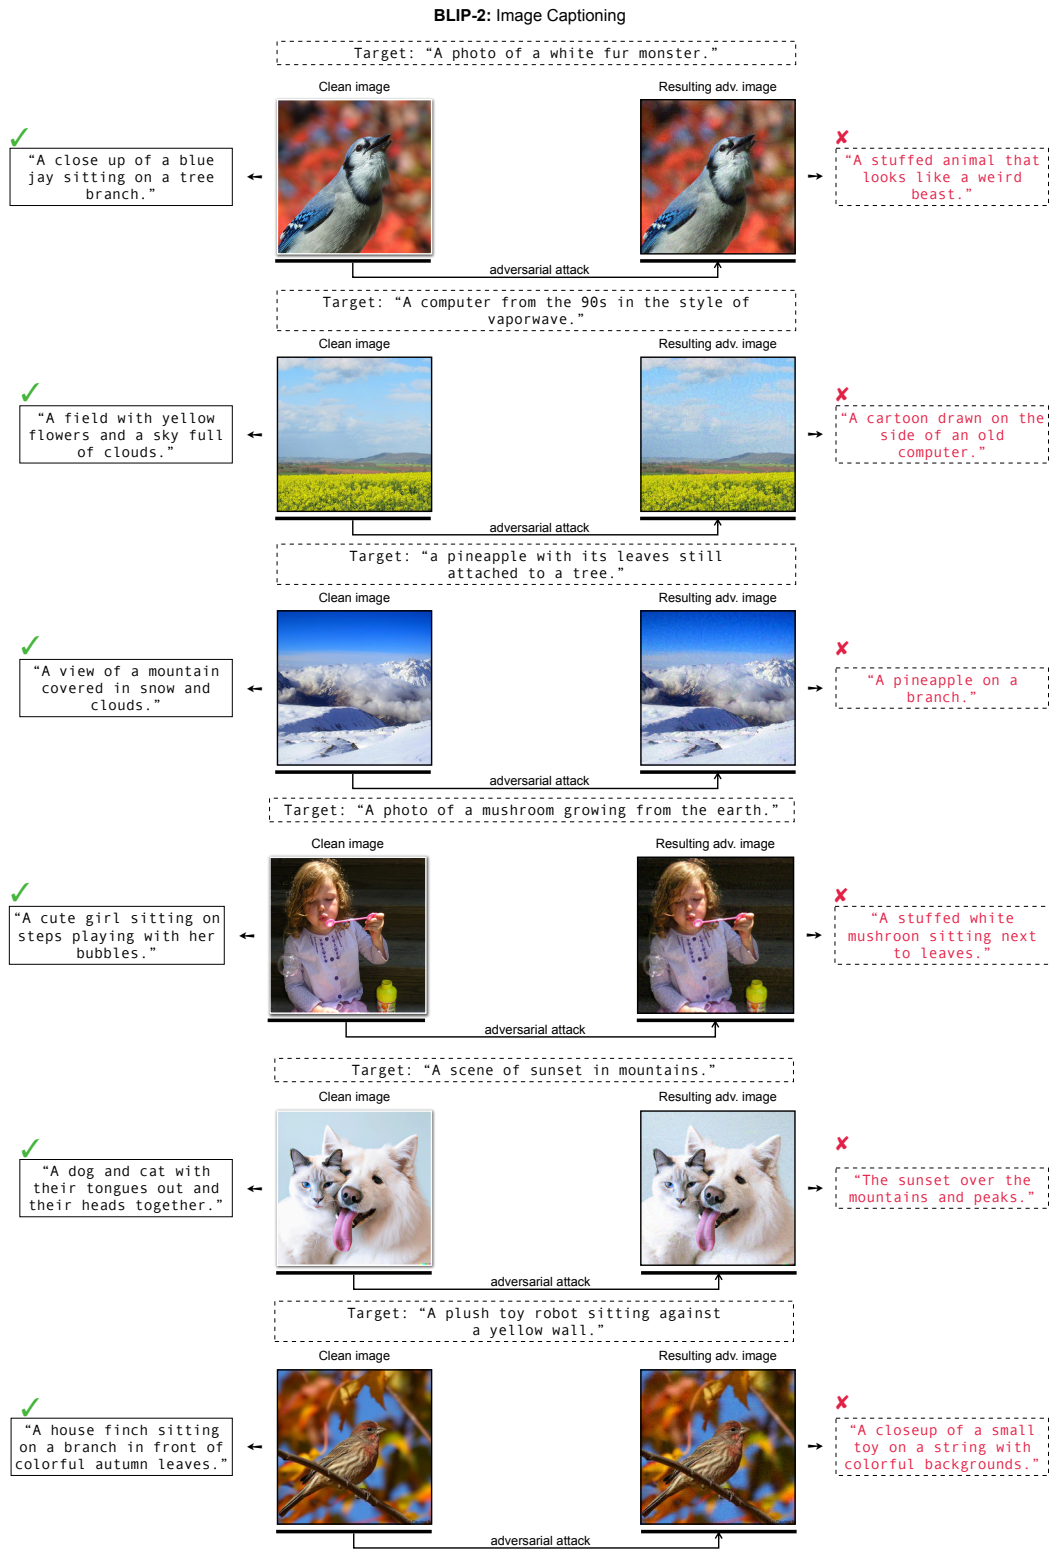 BLIP-2: Image Captioning
Target: “A photo of a white fur monster.”
Clean image
Resulting adv. image
“A close up of a blue
jay sitting on a tree
branch.”
“A stuffed animal that
looks like a weird
beast.”
adversarial attack
Target: “A computer from the 90s in the style of
vaporwave.”
Clean image
Resulting adv. image
“A field with yellow
flowers and a sky full
of clouds.”
“A cartoon drawn on the
side of an old
computer.”
adversarial attack
Target: “a pineapple with its leaves still
attached to a tree.”
Clean image
Resulting adv. image
“A view of a mountain
covered in snow and
clouds.”
“A pineapple on a
branch.”
adversarial attack
Target: “A photo of a mushroom growing from the earth.”
Clean image
Resulting adv. image
“A cute girl sitting on
steps playing with her
bubbles.”
“A stuffed white
mushroon sitting next
to leaves.”
adversarial attack
Target: “A scene of sunset in mountains.”
Clean image
Resulting adv. image
“A dog and cat with
their tongues out and
their heads together.”
“The sunset over the
mountains and peaks.”
adversarial attack
Target: “A plush toy robot sitting against
a yellow wall.”
Clean image
Resulting adv. image
“A house finch sitting
on a branch in front of
colorful autumn leaves.”
“A closeup of a small
toy on a string with
colorful backgrounds.”
adversarial attack